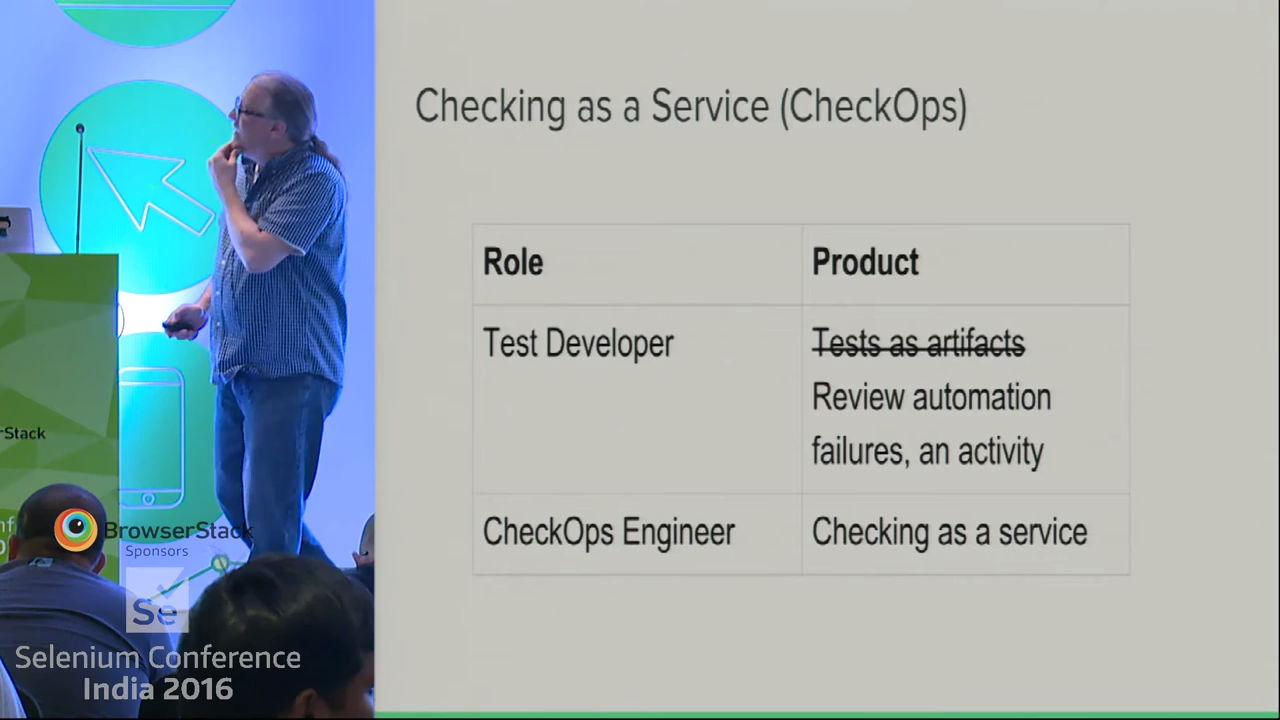 Checking as a Service (CheckOps)
Role
Product
Test Developer
Tests as artifacts
Review automation
failures, an activity
CheckOps Engineer
Checking as a service
BrowserStack
Sponsors
Se
Selenium Conference
India 2016